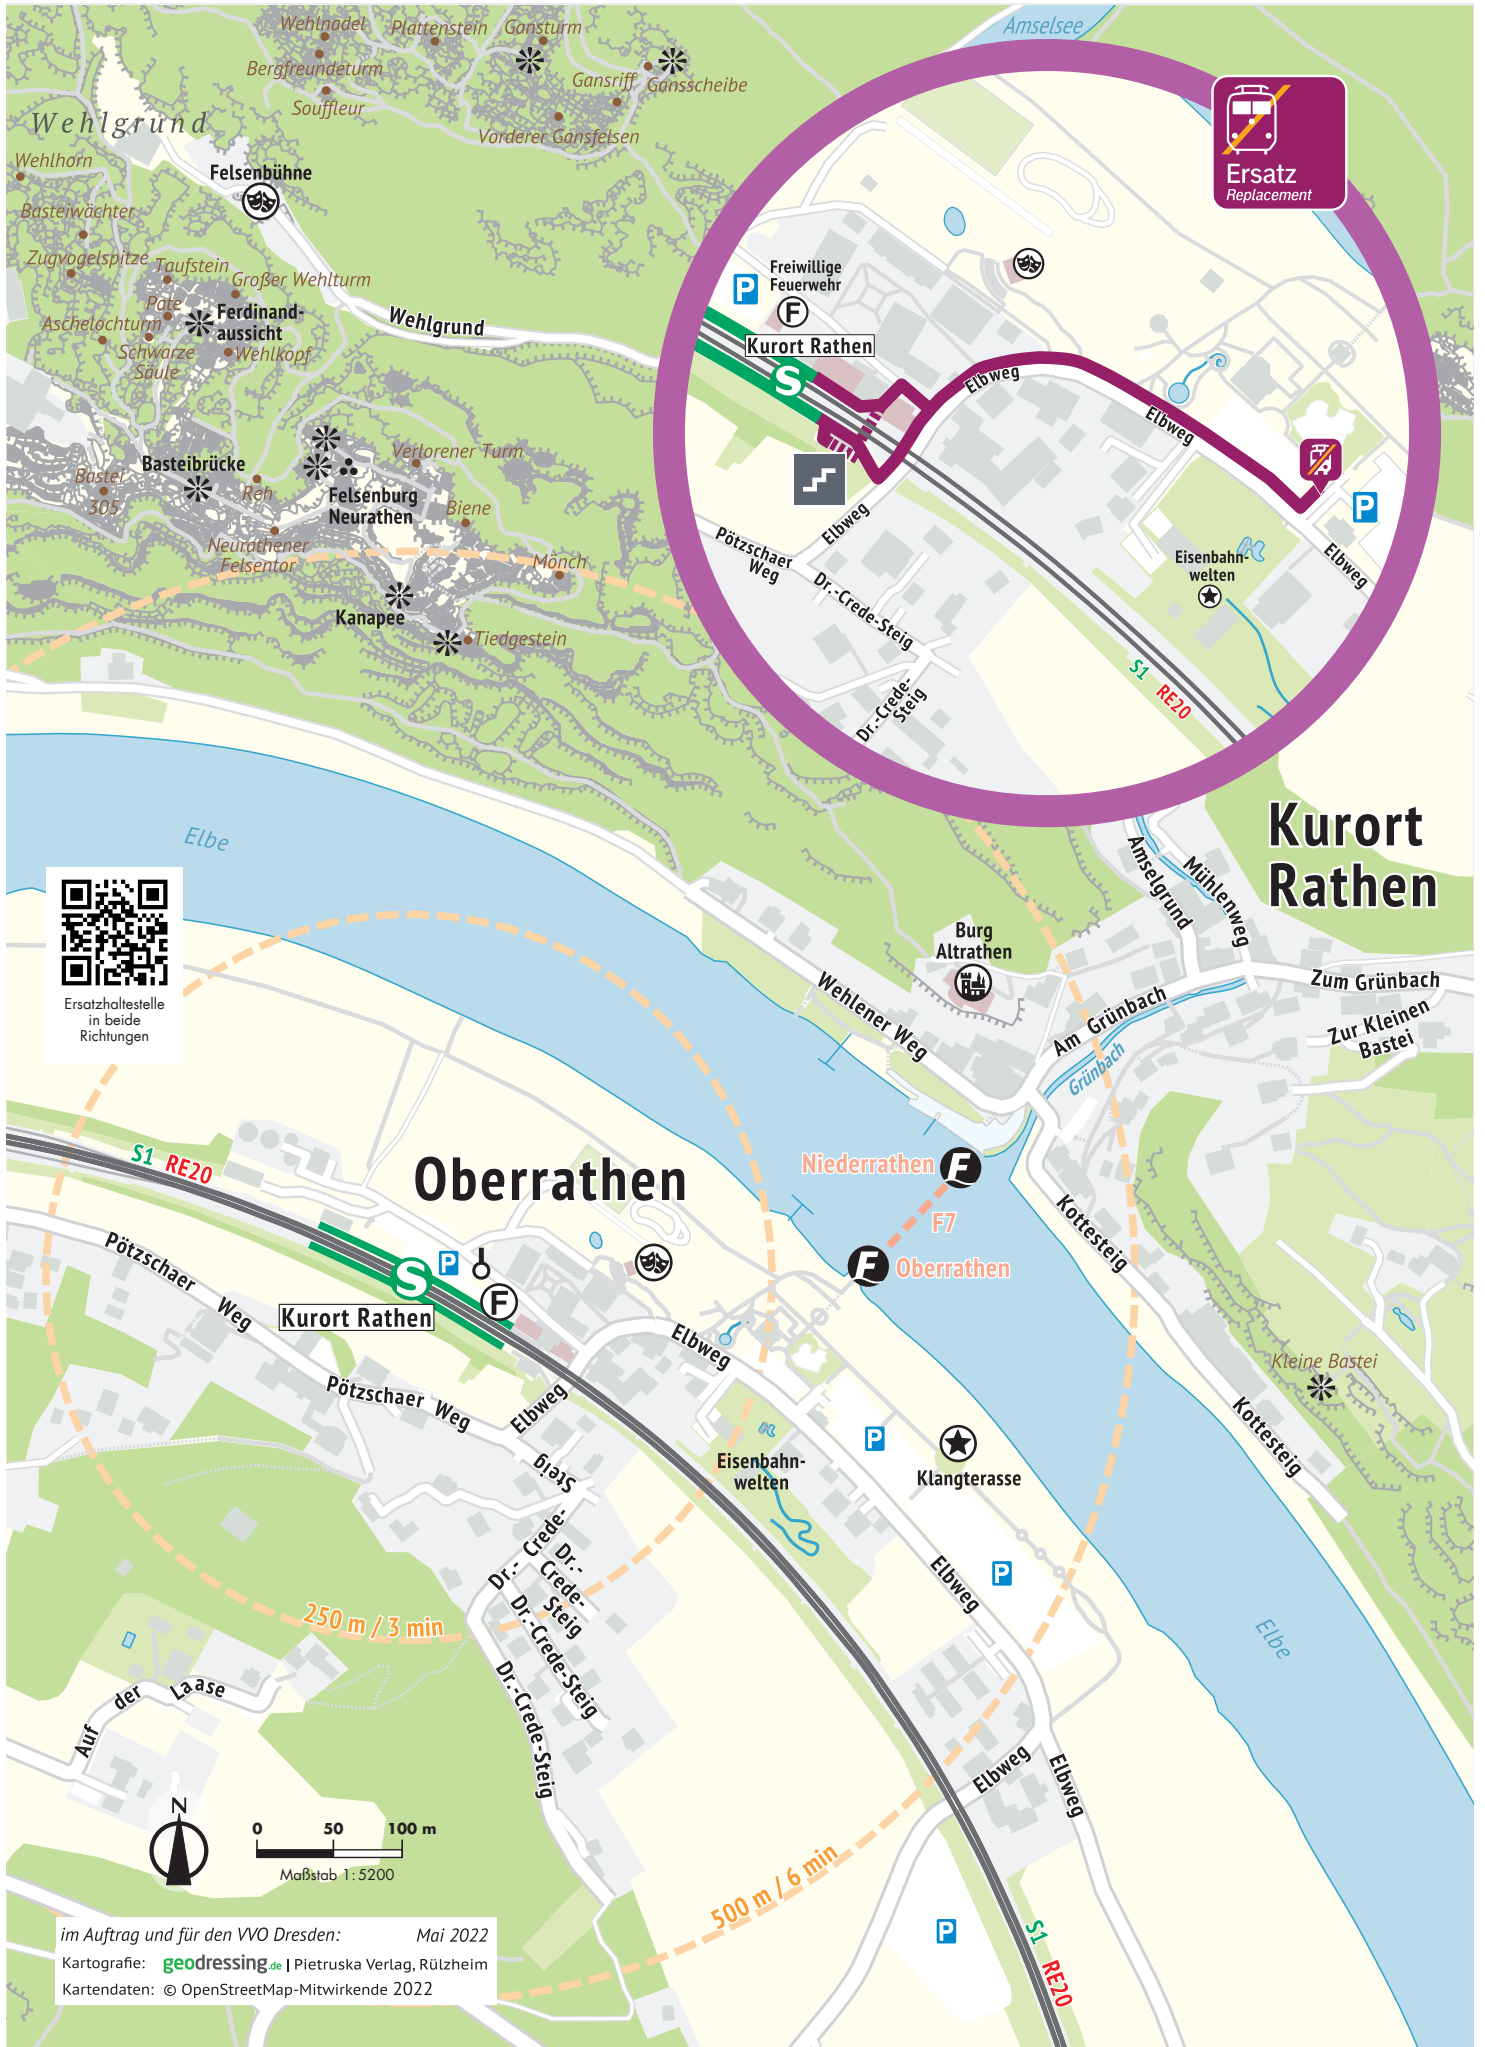 Amselsee
Wehlnadel
Plattenstein
Gansturm
Bergfreundeturm
Gansriff
Gansscheibe
Souffleur
Vorderer Gansfelsen
Wehlgrund
Wehlhorn
Felsenbühne
Basteiwächter
Zugvogelspitze
Taufstein
Großer Wehlturm
Pate
Ferdinand-
aussicht
Aschelochturm
Schwarze
Säule
Wehlkopf
Wehlgrund
Basteibrücke
Bastei
305
Reh
Verlorener Turm
Felsenburg
Neurathen
Biene
Neurathener
Felsentor
Mönch
Kanapee
Tiedgestein
Ersatz
Replacement
P
Freiwillige
Feuerwehr
F
Kurort Rathen
S
Elbweg
Elbweg
P
Elbweg
Pötzschaer
Weg
Eisenbahn-
welten
Elbweg
Dr.-Crede-Steig
Dr.-Crede-
Steig
S1
RE20
Kurort
Rathen
Elbe
Amselgrund
Mühlenweg
Burg
Altrathen
Zum Grünbach
Wehlener Weg
Am Grünbach
Zur Kleinen
Bastei
Grünbach
Ersatzhaltestelle
in beide
Richtungen
S1 RE20
Oberrathen
Niederrathen
F
F7
F
Oberrathen
Kottesteig
Pötzschaer Weg
S
P
F
Kurort Rathen
Elbweg
Kleine Bastei
Pötzschaer Weg
Elbweg
Kottesteig
P
Eisenbahn-
welten
Klangterasse
Dr.- Crede-
Steig
Dr.-
Crede-
Steig
P
Elbweg
250 m / 3 min
Dr.-Crede-Steig
Dr.-Crede-Steig
Elbe
Auf der Laase
Elbweg
Elbweg
N
0 50 100 m
Maßstab 1:5200
500 m / 6 min
P
S1
RE20
im Auftrag und für den VVO Dresden: Mai 2022
Kartografie: geodressing.de | Pietruska Verlag, Rülzheim
Kartendaten: © OpenStreetMap-Mitwirkende 2022